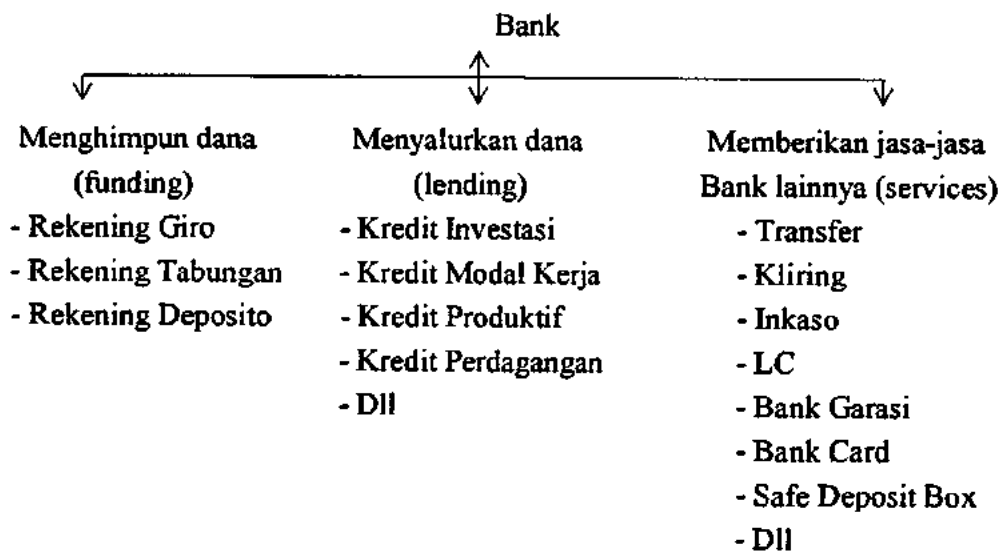 Bank
Menghimpun dana
(funding)
- Rekening Giro
- Rekening Tabungan
- Rekening Deposito
Menyalurkan dana
(lending)
- Kredit Investasi
- Kredit Modal Kerja
- Kredit Produktif
- Kredit Perdagangan
- Dll
Memberikan jasa-jasa
Bank lainnya (services)
- Transfer
- Kliring
- Inkaso
- LC
- Bank Garasi
- Bank Card
- Safe Deposit Box
- Dll